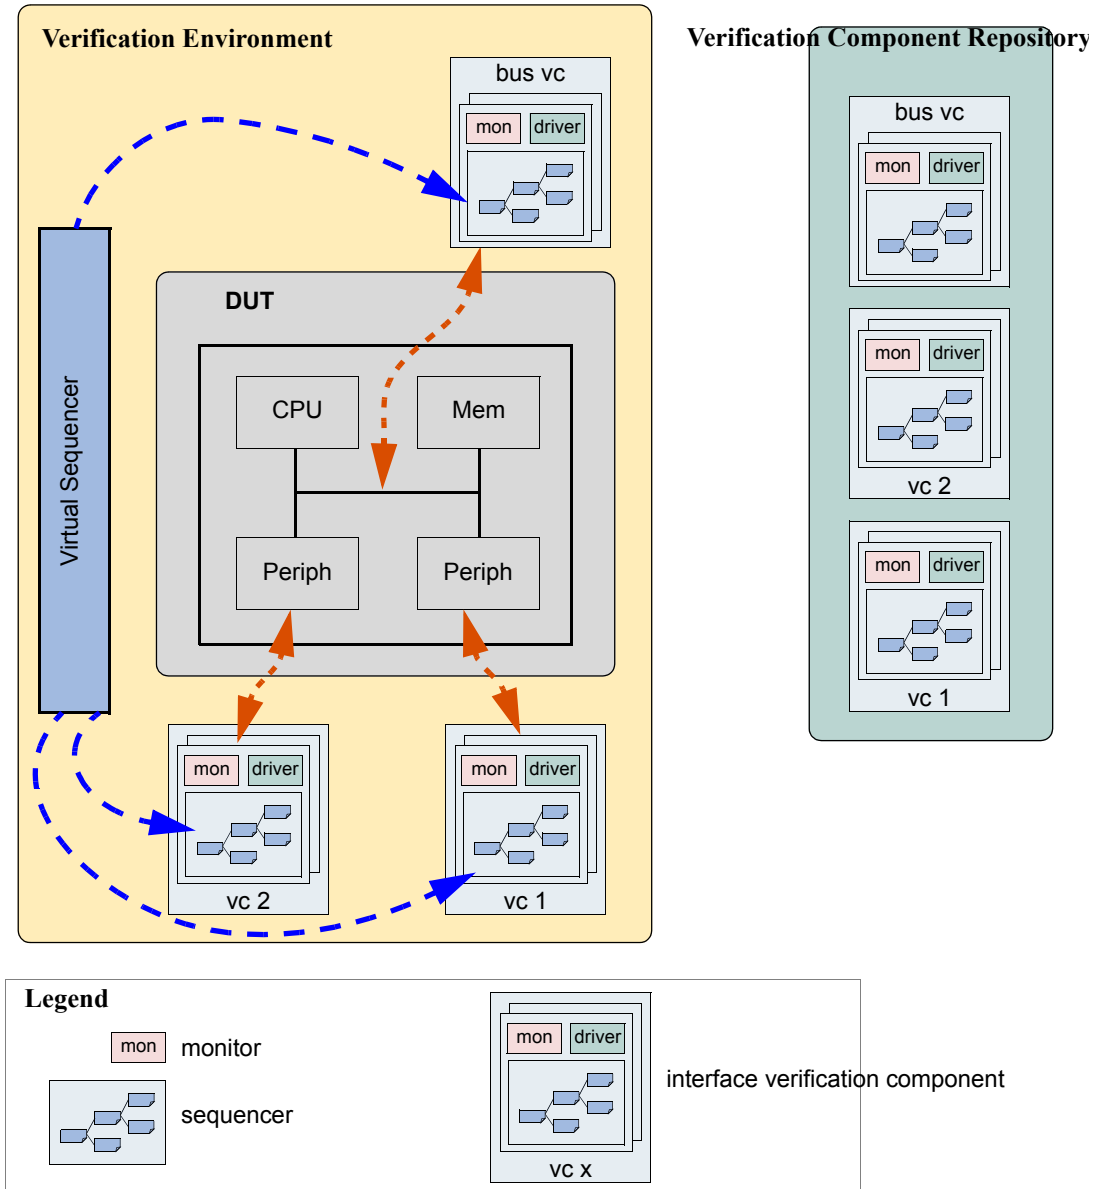 Verification Environment
Verification Component Repository
bus vc
mon driver
bus vc
mon driver
Virtual Sequencer
DUT
CPU Mem
Periph Periph
mon driver
vc 2
mon driver
vc 1
mon driver
vc 2
mon driver
vc 1
Legend
mon monitor
sequencer
mon driver
interface verification component
vc x